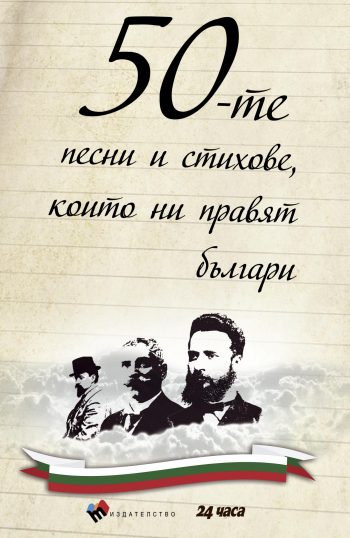 50-те
песни и стихове,
които ни правят
българи
ИЗДАТЕЛСТВО
24 часа